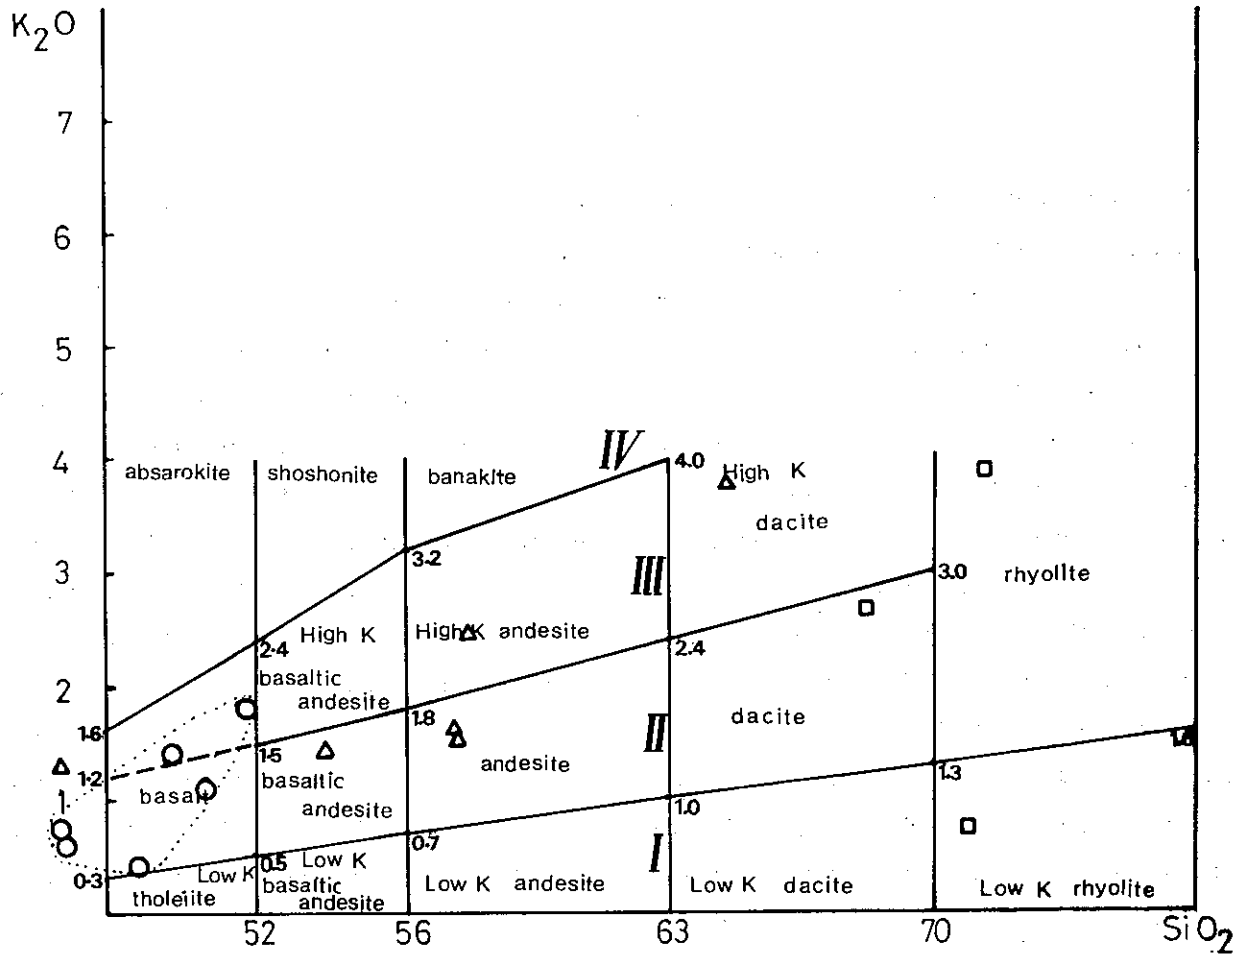 K2O
7
6
5
4
3
2
1
absarokite
shoshonite
banakite
IV
4.0
High K
dacite
3.2
III
3.0
rhyolite
High K
basaltic
andesite
High K andesite
2.4
2.4
1.6
1.8
1.5
II
dacite
1.2
basalt
basaltic
andesite
andesite
1.6
1.3
1.0
0.7
I
0.3
Low K
tholeiite
0.5
Low K
basaltic
andesite
Low K andesite
Low K dacite
Low K rhyolite
52
56
63
70
SiO2